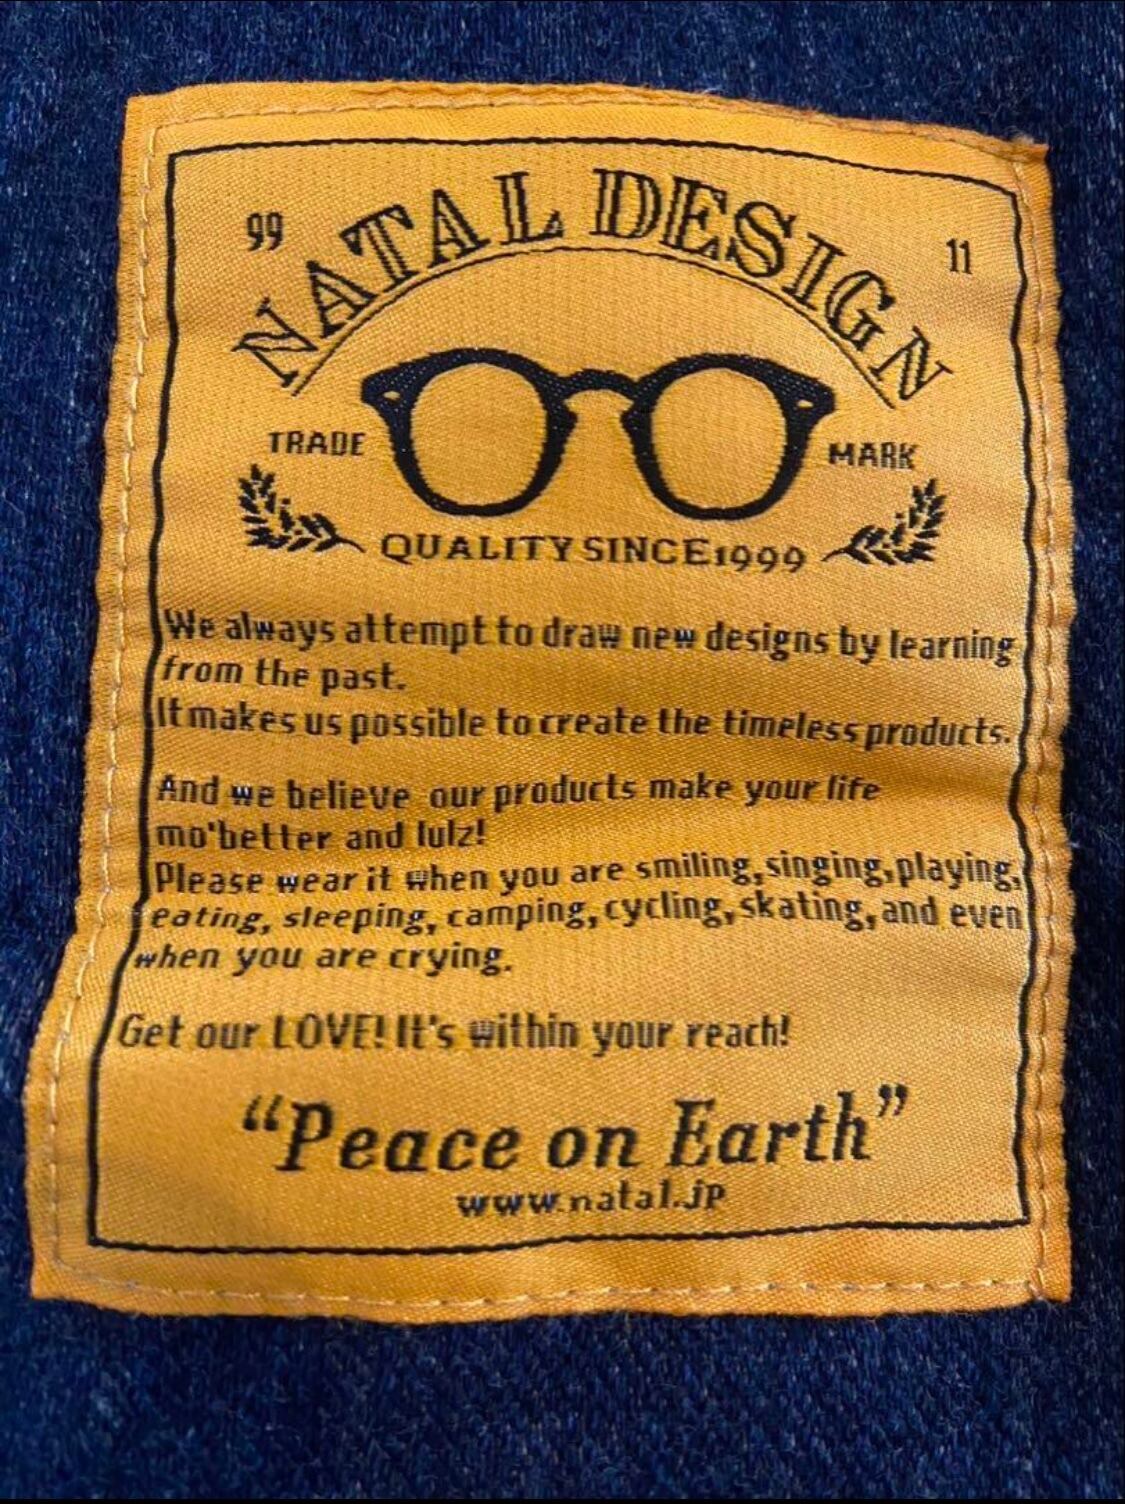 99 NATAL DESIGN 11
TRADE MARK
QUALITY SINCE 1999
We always attempt to draw new designs by learning
from the past.
It makes us possible to create the timeless products.
And we believe our products make your life
mo'better and lulz!
Please wear it when you are smiling, singing, playing,
eating, sleeping, camping, cycling, skating, and even
when you are crying.
Get our LOVE! It's within your reach!
“Peace on Earth”
www.natal.jp